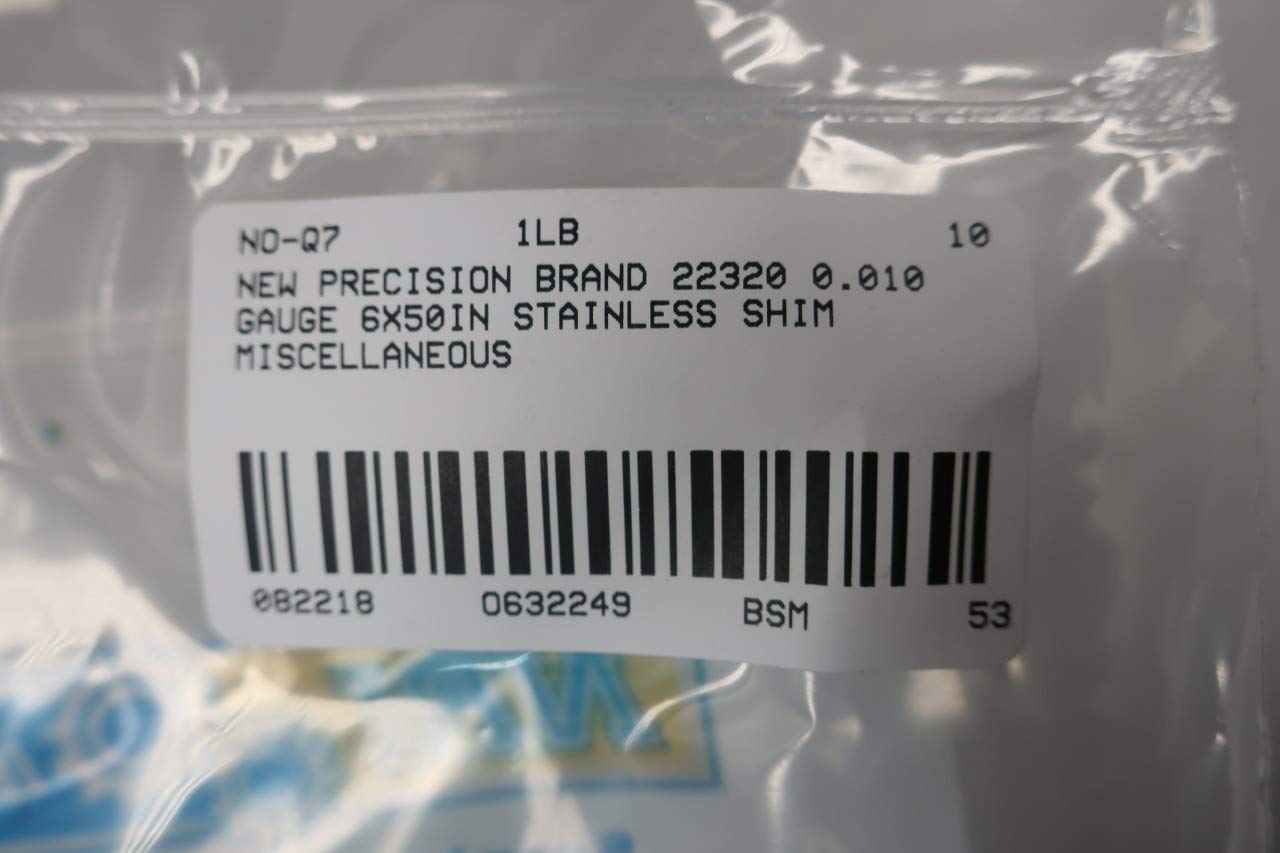 NO-Q7 1LB 10
NEW PRECISION BRAND 22320 0.010
GAUGE 6X50IN STAINLESS SHIM
MISCELLANEOUS
082218 0632249 BSM 53